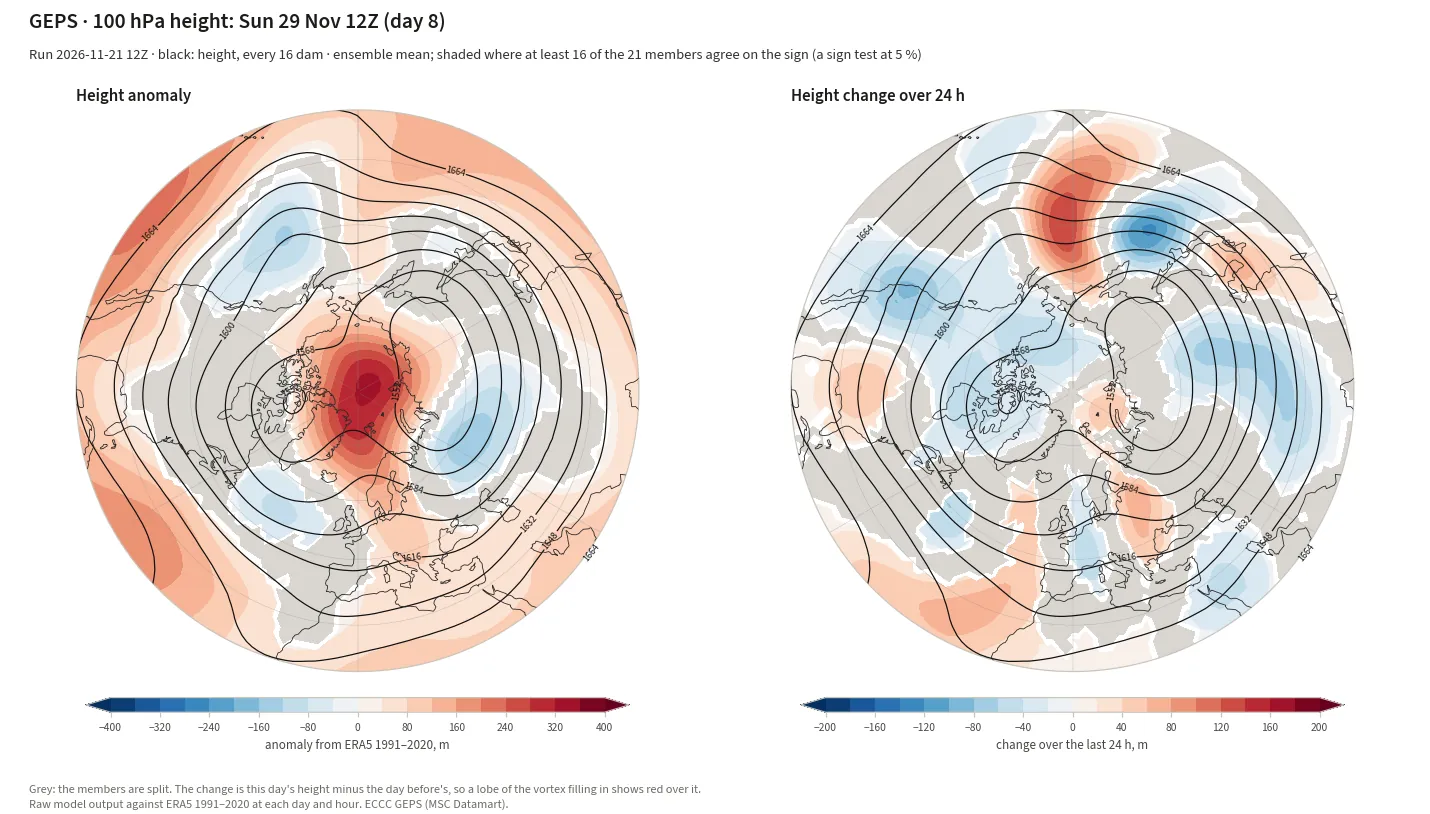 GEPS · 100 hPa height: Sun 29 Nov 12Z (day 8)
Run 2026-11-21 12Z · black: height, every 16 dam · ensemble mean; shaded where at least 16 of the 21 members agree on the sign (a sign test at 5 %)
Height anomaly
Height change over 24 h
1664
1664
1600
1568
1584
1616
1632
1648
1664
1664
1664
1600
1568
1584
1616
1632
1648
1664
−400 −320 −240 −160 −80 0 80 160 240 320 400
anomaly from ERA5 1991–2020, m
−200 −160 −120 −80 −40 0 40 80 120 160 200
change over the last 24 h, m
Grey: the members are split. The change is this day's height minus the day before's, so a lobe of the vortex filling in shows red over it.
Raw model output against ERA5 1991–2020 at each day and hour. ECCC GEPS (MSC Datamart).